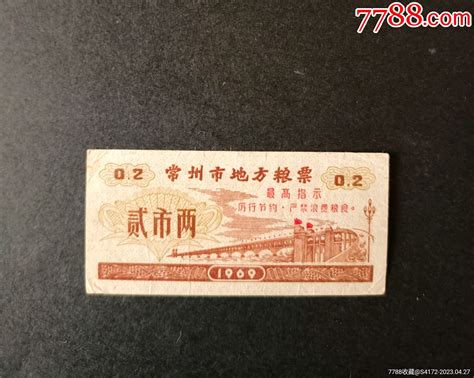 7788.com
0.2 常州市地方粮票 0.2
最高指示
厉行节约,严禁浪费粮食。
贰市两
1969
7788收藏@S4172-2023.04.27